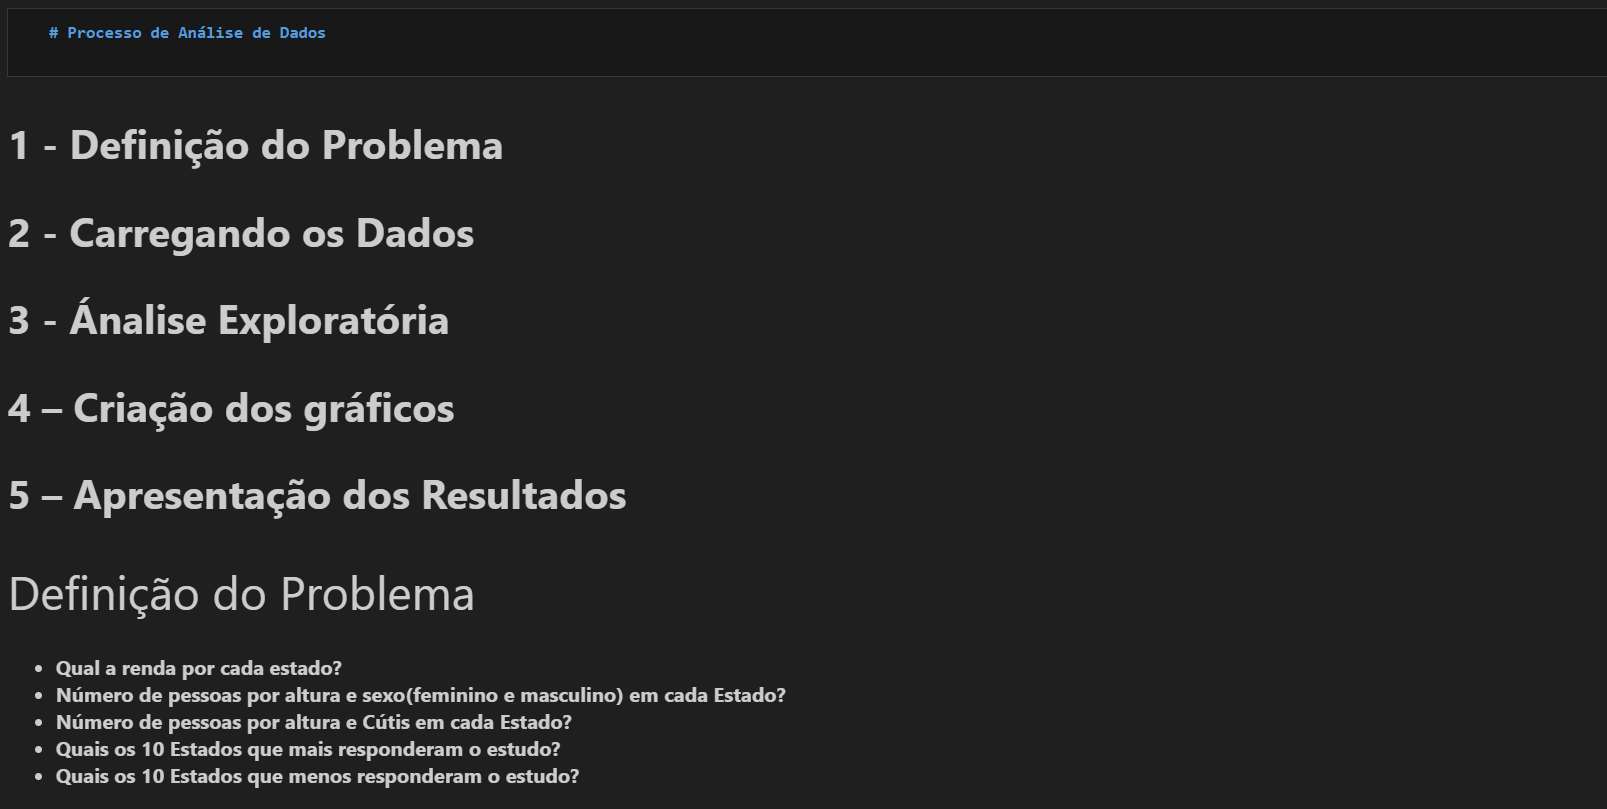 # Processo de Análise de Dados
1 - Definição do Problema
2 - Carregando os Dados
3 - Ánalise Exploratória
4 – Criação dos gráficos
5 – Apresentação dos Resultados
Definição do Problema
• Qual a renda por cada estado?
• Número de pessoas por altura e sexo(feminino e masculino) em cada Estado?
• Número de pessoas por altura e Cútis em cada Estado?
• Quais os 10 Estados que mais responderam o estudo?
• Quais os 10 Estados que menos responderam o estudo?